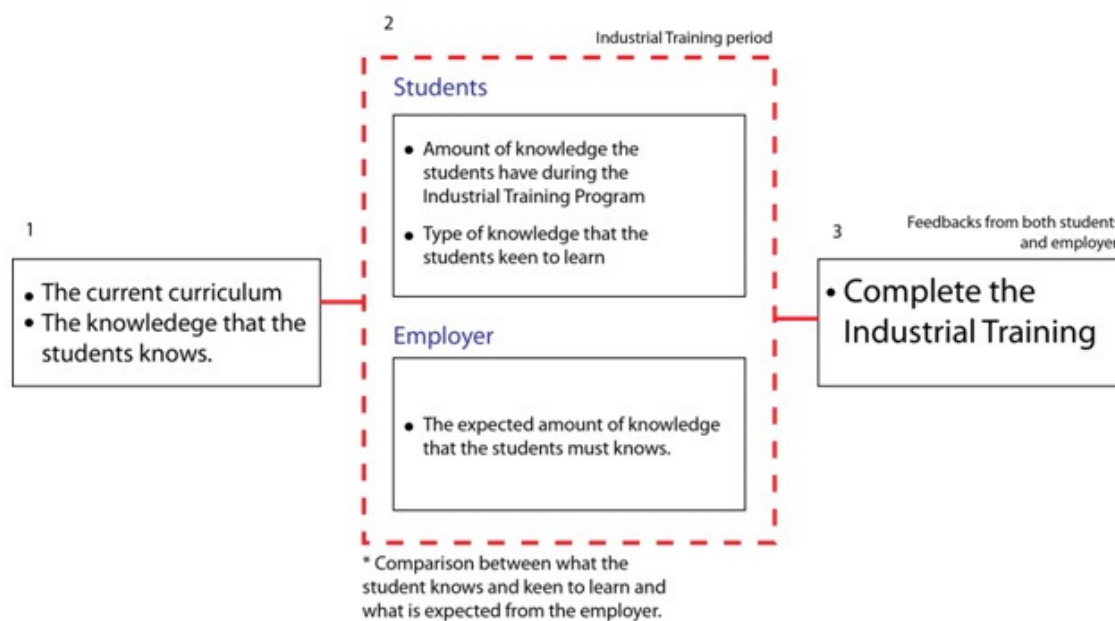 1
• The current curriculum
• The knowledege that the
students knows.
2
Industrial Training period
Students
• Amount of knowledge the
students have during the
Industrial Training Program
• Type of knowledge that the
students keen to learn
Employer
• The expected amount of knowledge
that the students must knows.
* Comparison between what the
student knows and keen to learn and
what is expected from the employer.
3
Feedbacks from both students
and employer
• Complete the
Industrial Training